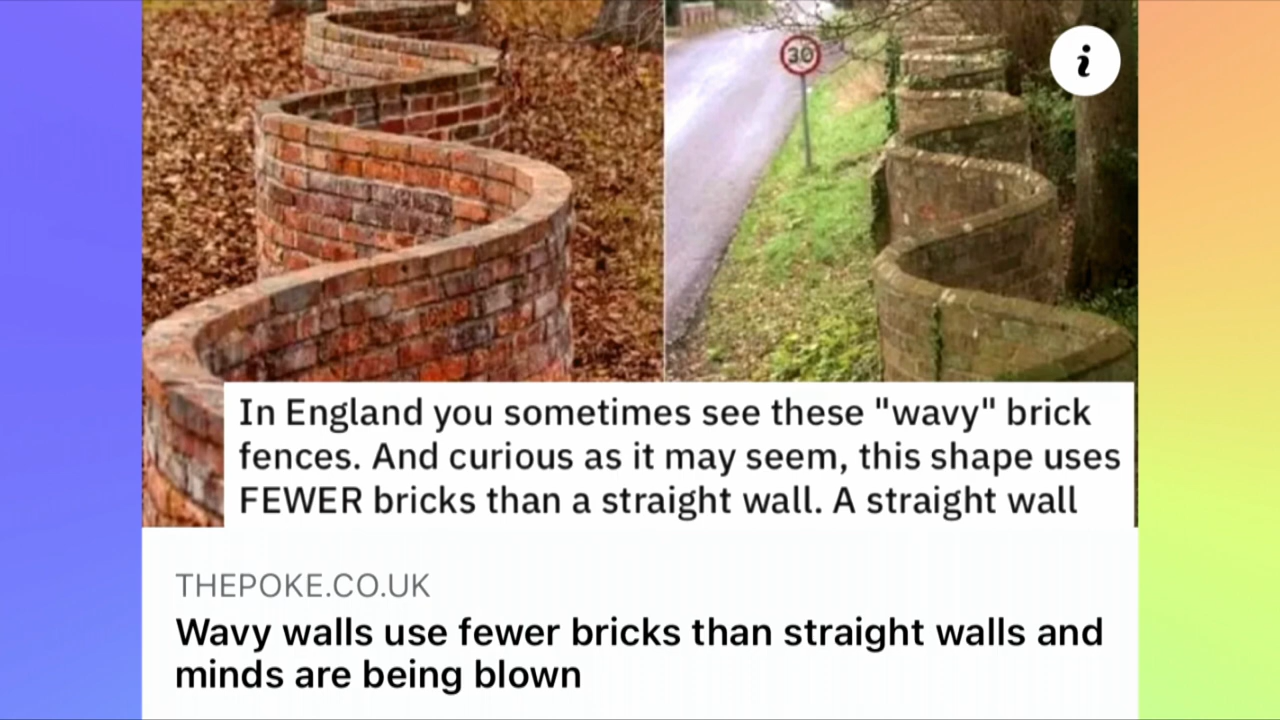 30
i
In England you sometimes see these "wavy" brick
fences. And curious as it may seem, this shape uses
FEWER bricks than a straight wall. A straight wall
THEPOKE.CO.UK
Wavy walls use fewer bricks than straight walls and
minds are being blown